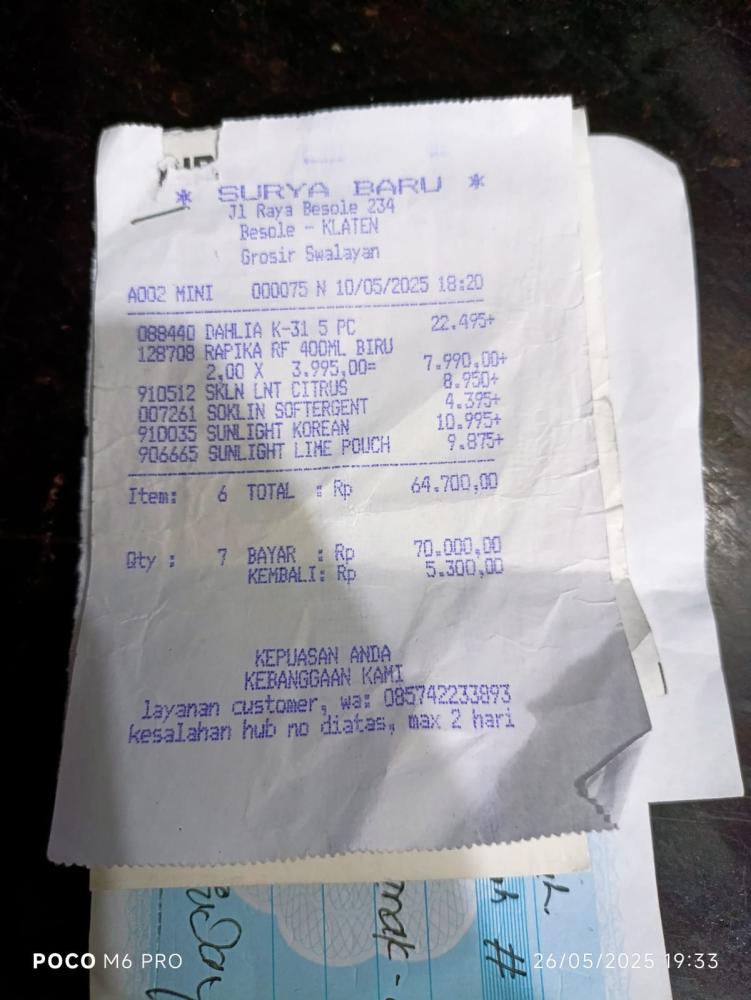 * SURYA BARU *
Jl Raya Besole 234
Besole - KLATEN
Grosir Swalayan
A002 MINI 000075 N 10/05/2025 18:20
088440 DAHLIA K-31 5 PC 22.495+
128708 RAPIKA RF 400ML BIRU
2,00 X 3.995,00= 7.990,00+
910512 SKLN LNT CITRUS 8.950+
007261 SOKLIN SOFTERGENT 4.395+
910035 SUNLIGHT KOREAN 10.995+
906665 SUNLIGHT LIME POUCH 9.875+
Item: 6 TOTAL : Rp 64.700,00
Qty : 7 BAYAR : Rp 70.000,00
KEMBALI: Rp 5.300,00
KEPUASAN ANDA
KEBANGGAAN KAMI
layanan customer, wa: 085742233893
kesalahan hub no diatas, max 2 hari
POCO M6 PRO 26/05/2025 19:33